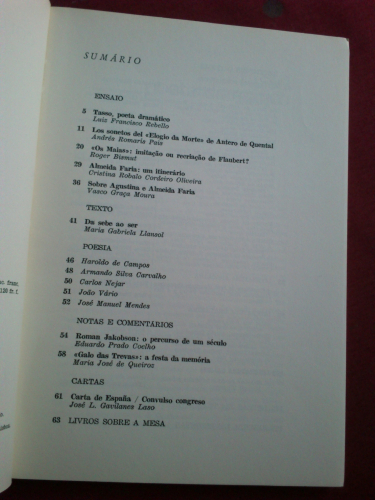 SUMÁRIO
ENSAIO
5 Tasso, poeta dramático
Luiz Francisco Rebello
11 Los sonetos del «Elogio da Morte» de Antero de Quental
Andrés Romarís Pais
20 «Os Maias»: imitação ou recriação de Flaubert?
Roger Bismut
29 Almeida Faria: um itinerário
Cristina Robalo Cordeiro Oliveira
36 Sobre Agustina e Almeida Faria
Vasco Graça Moura
TEXTO
41 Da sebe ao ser
Maria Gabriela Llansol
POESIA
46 Haroldo de Campos
48 Armando Silva Carvalho
50 Carlos Nejar
51 João Vário
52 José Manuel Mendes
NOTAS E COMENTÁRIOS
54 Roman Jakobson: o percurso de um século
Eduardo Prado Coelho
58 «Galo das Trevas»: a festa da memória
Maria José de Queiroz
CARTAS
61 Carta de España / Convulso congreso
José L. Gavilanes Laso
63 LIVROS SOBRE A MESA